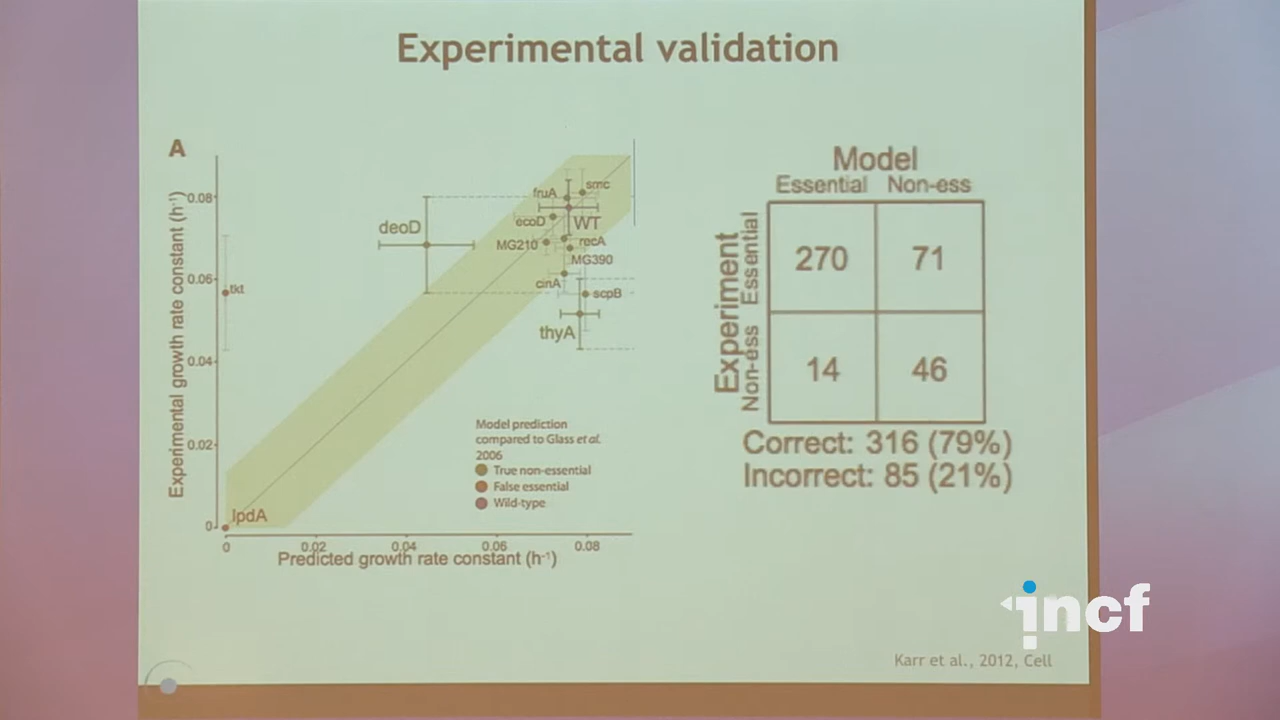 Experimental validation
A
Experimental growth rate constant (h⁻¹)
0.08
0.06
0.04
0.02
0
0
0.02
0.04
0.06
0.08
Predicted growth rate constant (h⁻¹)
fruA
smc
deoD
ecoD
WT
MG210
recA
MG390
tkt
cinA
scpB
thyA
lpdA
Model prediction
compared to Glass et al.
2006
True non-essential
False essential
Wild-type
Model
Essential Non-ess
Experiment
Essential
Non-ess
270 71
14 46
Correct: 316 (79%)
Incorrect: 85 (21%)
incf
Karr et al., 2012, Cell